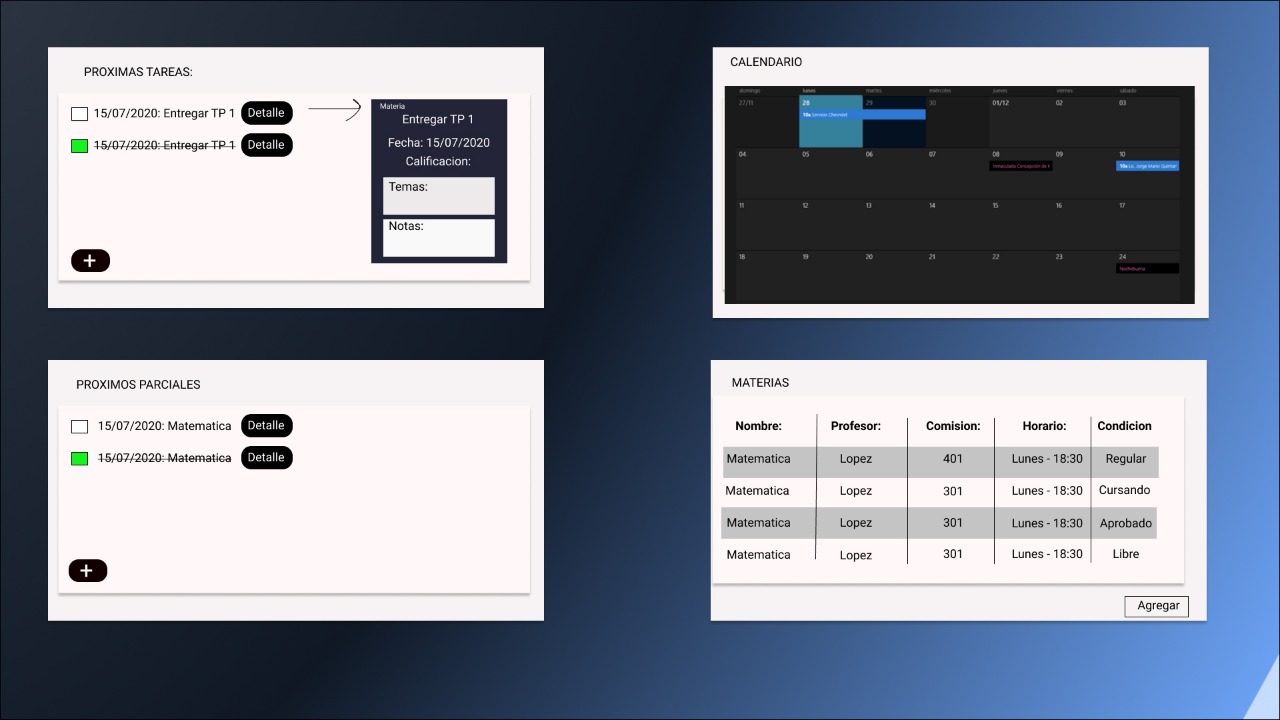 PROXIMAS TAREAS:
15/07/2020: Entregar TP 1 Detalle
15/07/2020: Entregar TP 1 Detalle
+
Materia
Entregar TP 1
Fecha: 15/07/2020
Calificacion:
Temas:
Notas:
CALENDARIO
domingo lunes martes miércoles jueves viernes sábado
27/11 28 29 30 01/12 02 03
10a Servicio Chevrolet
04 05 06 07 08 09 10
Inmaculada Concepción de 10a Lic. Jorge Mario
11 12 13 14 15 16 17
18 19 20 21 22 23 24
Nochebuena
PROXIMOS PARCIALES
15/07/2020: Matematica Detalle
15/07/2020: Matematica Detalle
+
MATERIAS
Nombre: Profesor: Comision: Horario: Condicion
Matematica Lopez 401 Lunes - 18:30 Regular
Matematica Lopez 301 Lunes - 18:30 Cursando
Matematica Lopez 301 Lunes - 18:30 Aprobado
Matematica Lopez 301 Lunes - 18:30 Libre
Agregar